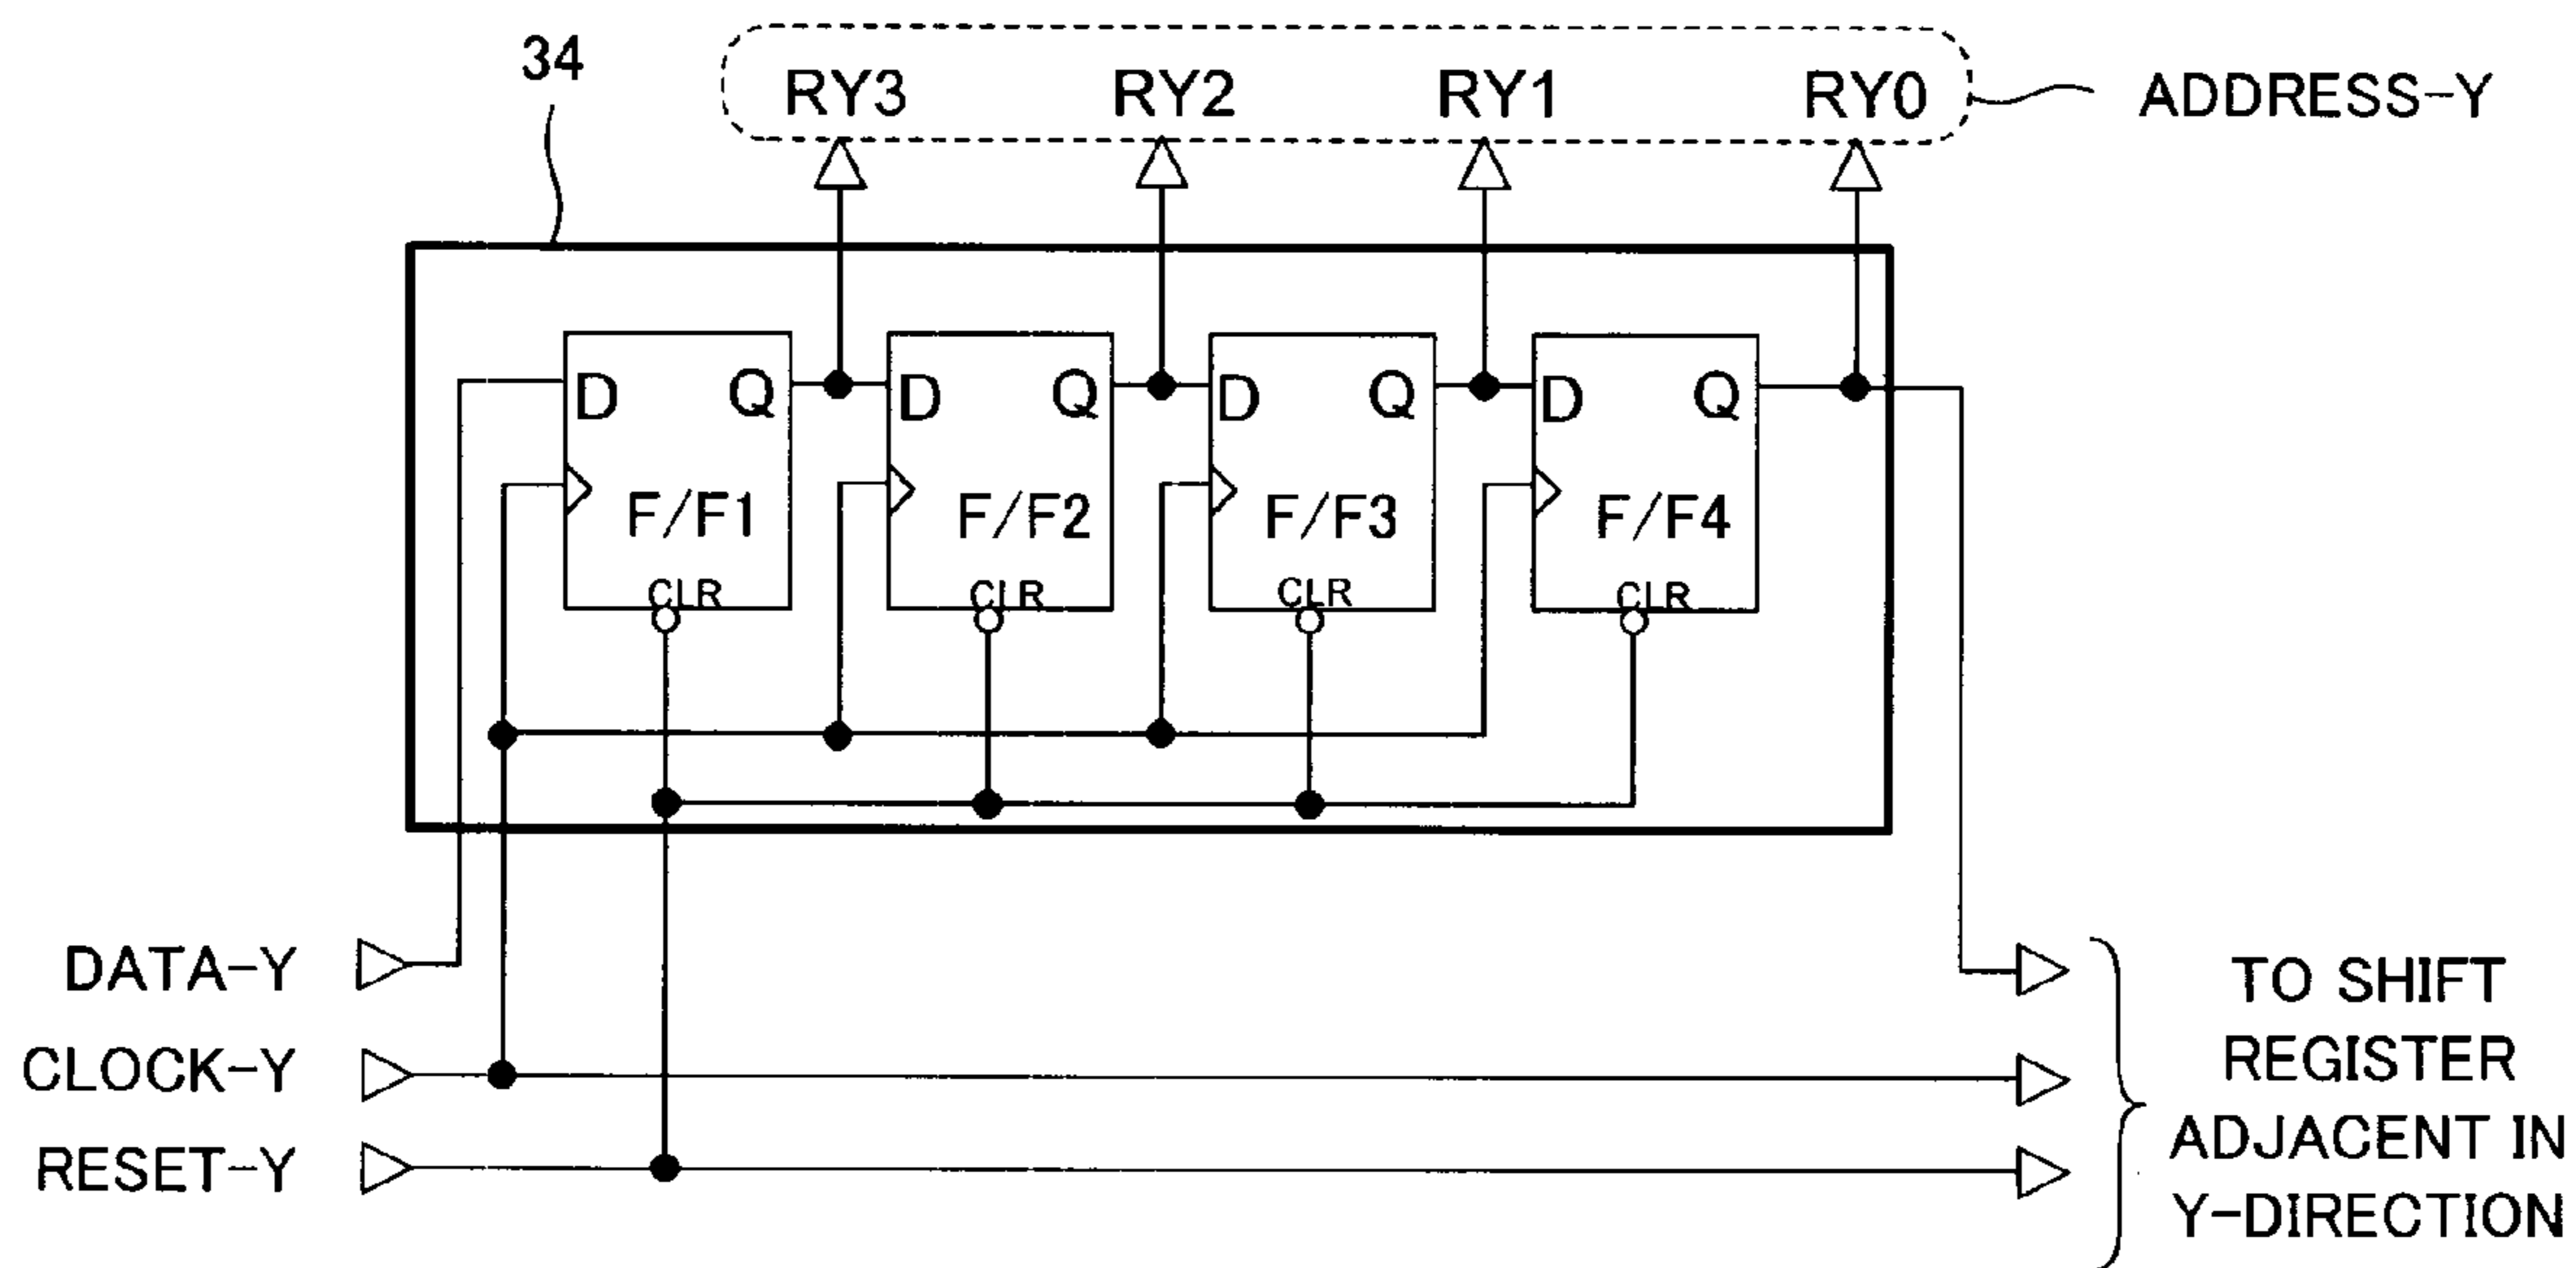 34
RY3 RY2 RY1 RY0
ADDRESS-Y
D Q D Q D Q D Q
F/F1 F/F2 F/F3 F/F4
CLR CLR CLR CLR
DATA-Y
CLOCK-Y
RESET-Y
TO SHIFT
REGISTER
ADJACENT IN
Y-DIRECTION